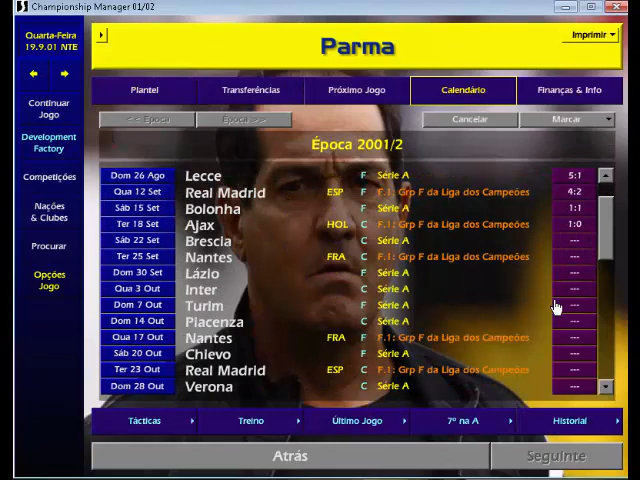 Championship Manager 01/02
Quarta-Feira
19.9.01 NTE
Continuar
Jogo
Development
Factory
Competições
Nações
& Clubes
Procurar
Opções
Jogo
Imprimir
Parma
Plantel Transferências Próximo Jogo Calendário Finanças & Info
<< Época Época >> Cancelar Marcar
Época 2001/2
Dom 26 Ago Lecce F Série A 5:1
Qua 12 Set Real Madrid ESP F F.1: Grp F da Liga dos Campeões 4:2
Sáb 15 Set Bolonha F Série A 1:1
Ter 18 Set Ajax HOL C F.1: Grp F da Liga dos Campeões 1:0
Sáb 22 Set Brescia C Série A ---
Ter 25 Set Nantes FRA C F.1: Grp F da Liga dos Campeões ---
Dom 30 Set Lázio F Série A ---
Qua 3 Out Inter C Série A ---
Dom 7 Out Turim F Série A ---
Dom 14 Out Piacenza C Série A ---
Qua 17 Out Nantes FRA F F.1: Grp F da Liga dos Campeões ---
Sáb 20 Out Chievo F Série A ---
Ter 23 Out Real Madrid ESP C F.1: Grp F da Liga dos Campeões ---
Dom 28 Out Verona C Série A ---
Tácticas Treino Último Jogo 7º na A Historial
Atrás Seguinte